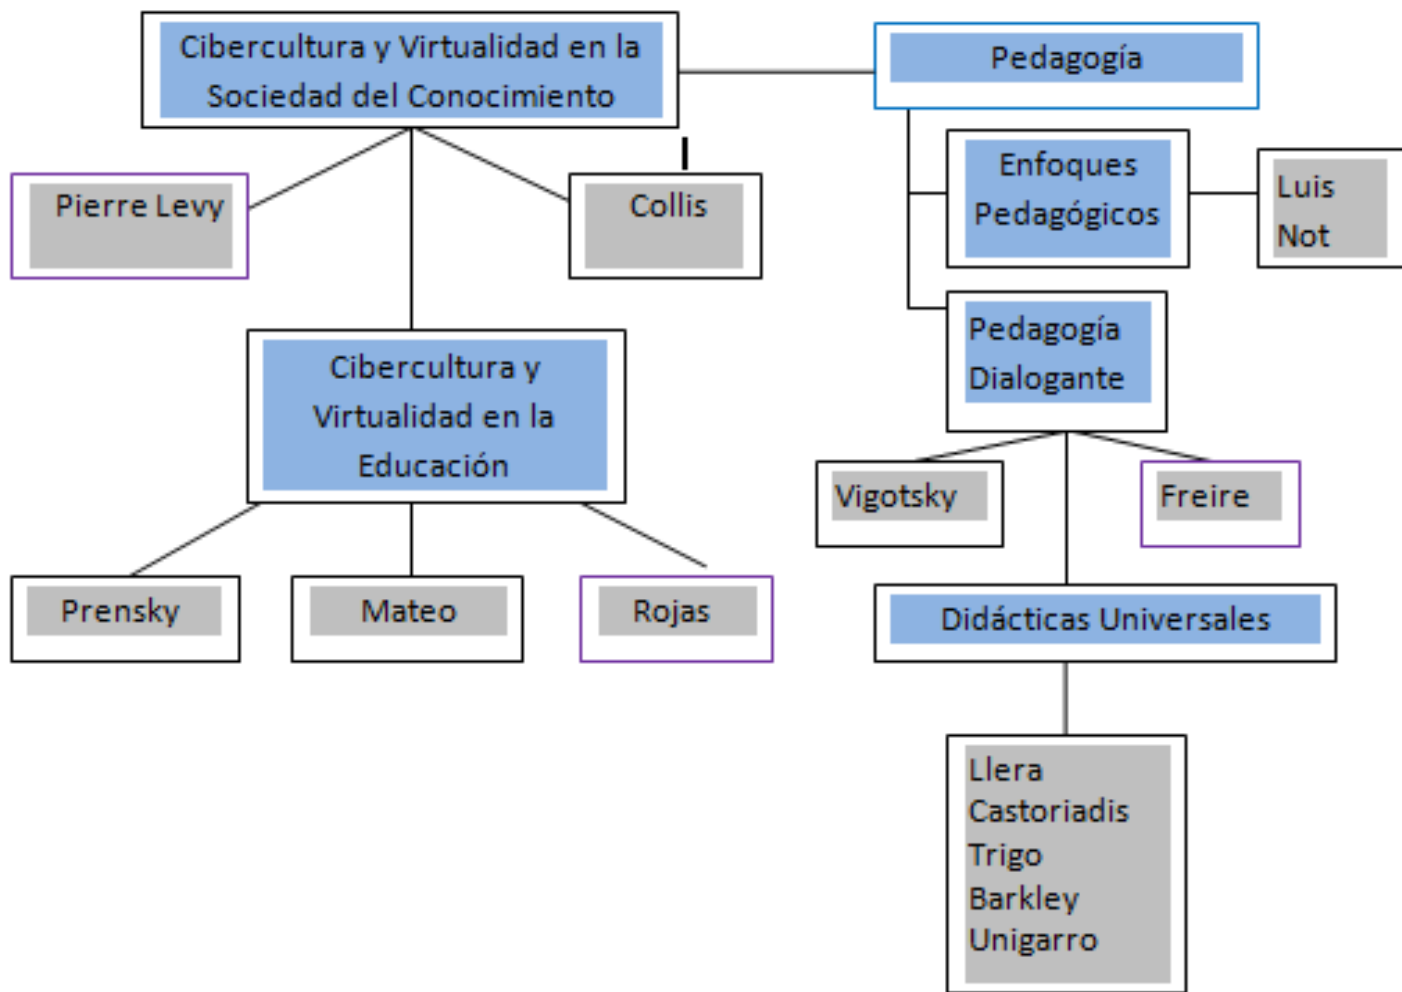 Cibercultura y Virtualidad en la
Sociedad del Conocimiento
Pedagogía
Enfoques
Pedagógicos
Luis
Not
Pierre Levy
Collis
Pedagogía
Dialogante
Cibercultura y
Virtualidad en la
Educación
Vigotsky
Freire
Prensky
Mateo
Rojas
Didácticas Universales
Llera
Castoriadis
Trigo
Barkley
Unigarro